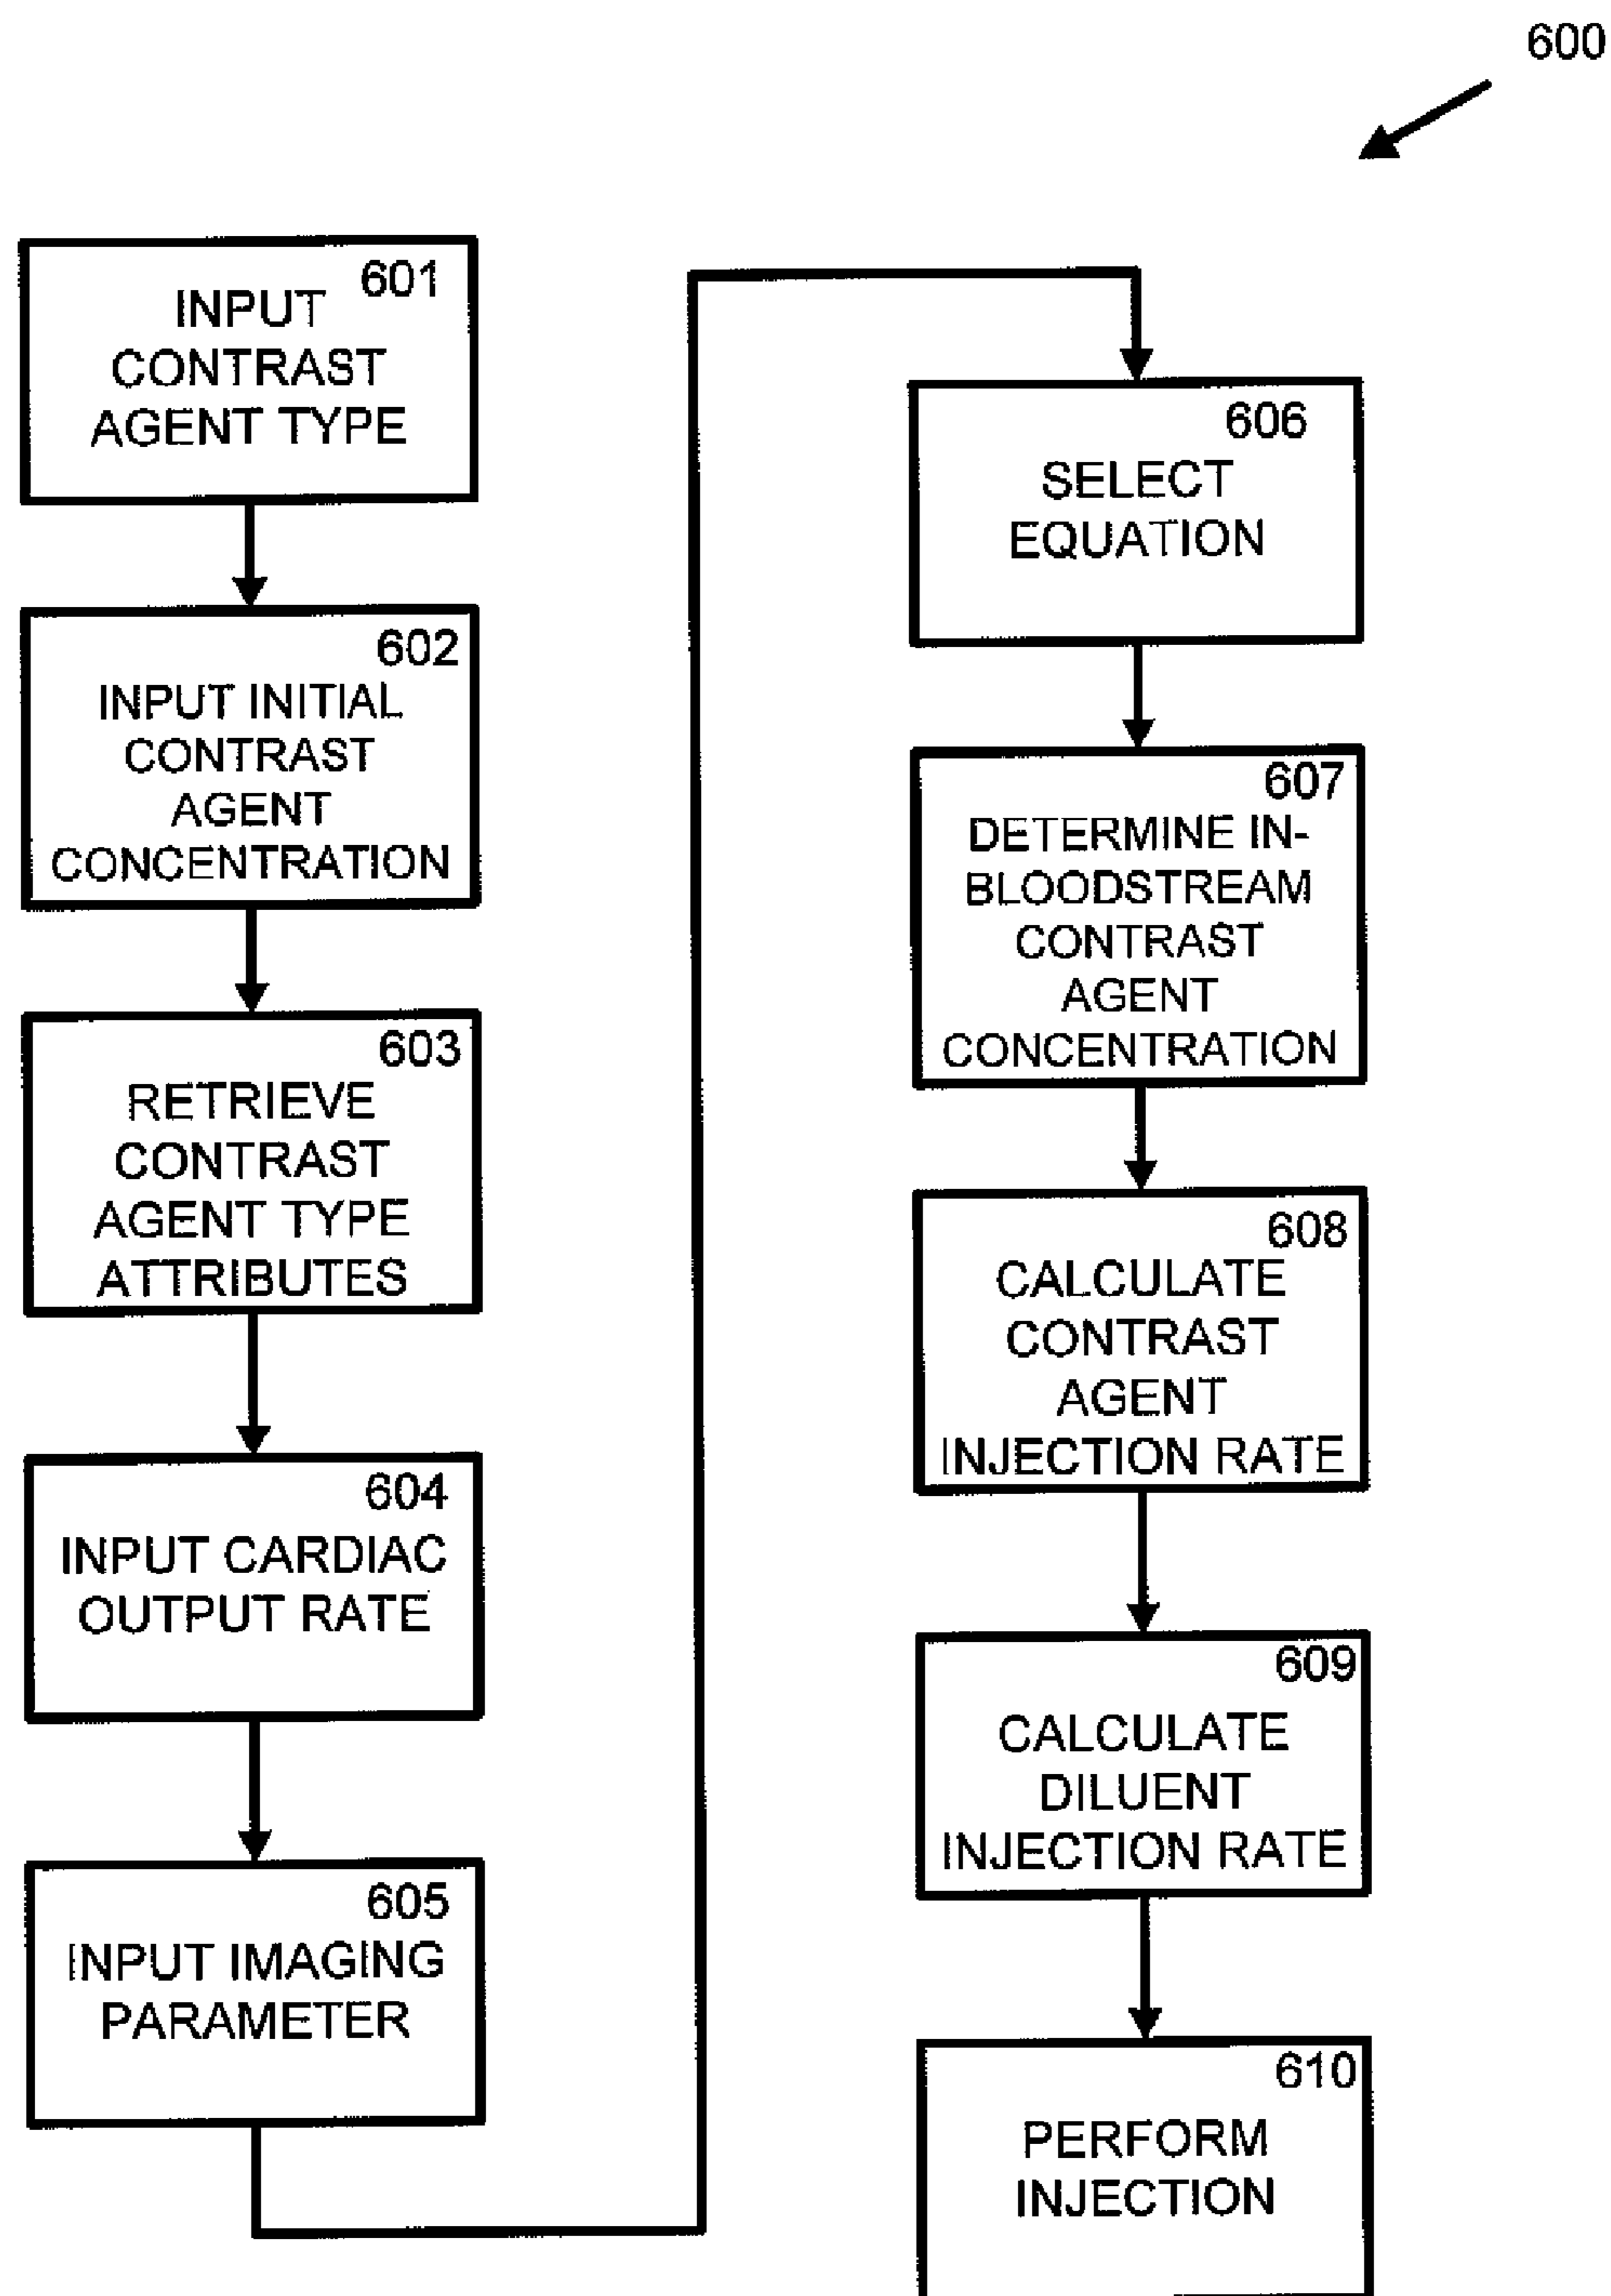 600
601
INPUT
CONTRAST
AGENT TYPE
602
INPUT INITIAL
CONTRAST
AGENT
CONCENTRATION
603
RETRIEVE
CONTRAST
AGENT TYPE
ATTRIBUTES
604
INPUT CARDIAC
OUTPUT RATE
605
INPUT IMAGING
PARAMETER
606
SELECT
EQUATION
607
DETERMINE IN-
BLOODSTREAM
CONTRAST
AGENT
CONCENTRATION
608
CALCULATE
CONTRAST
AGENT
INJECTION RATE
609
CALCULATE
DILUENT
INJECTION RATE
610
PERFORM
INJECTION